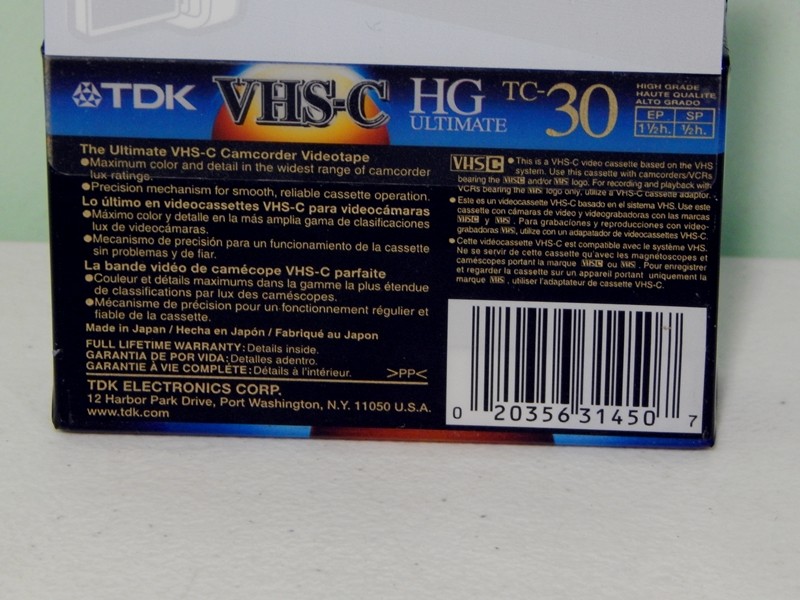 TDK VHS-C HG ULTIMATE TC-30
HIGH GRADE
HAUTE QUALITE
ALTO GRADO
EP SP
1½h. ½h.
The Ultimate VHS-C Camcorder Videotape
●Maximum color and detail in the widest range of camcorder
lux ratings.
●Precision mechanism for smooth, reliable cassette operation.
Lo último en videocassettes VHS-C para videocámaras
●Máximo color y detalle en la más amplia gama de clasificaciones
lux de videocámaras.
●Mecanismo de precisión para un funcionamiento de la cassette
sin problemas y de fiar.
La bande vidéo de camécope VHS-C parfaite
●Couleur et détails maximums dans la gamme la plus étendue
de classifications par lux des caméscopes.
●Mécanisme de précision pour un fonctionnement régulier et
fiable de la cassette.
Made in Japan / Hecha en Japón / Fabriqué au Japon
FULL LIFETIME WARRANTY: Details inside.
GARANTIA DE POR VIDA: Detalles adentro.
GARANTIE À VIE COMPLÈTE: Détails à l'intérieur.
>PP<
TDK ELECTRONICS CORP.
12 Harbor Park Drive, Port Washington, N.Y. 11050 U.S.A.
www.tdk.com
VHS C ● This is a VHS-C video cassette based on the VHS
system. Use this cassette with camcorders/VCRs
bearing the VHS C and/or VHS logo. For recording and playback with
VCRs bearing the VHS logo only, utilize a VHS-C cassette adaptor.
● Este es un videocassette VHS-C basado en el sistema VHS. Use este
cassette con cámaras de video y videograbadoras con las marcas
VHS C y VHS. Para grabaciones y reproducciones con video-
grabadoras VHS, utilize con un adaptador de videocassettes VHS-C.
● Cette vidéocassette VHS-C est compatible avec le système VHS.
Ne se servir de cette cassette qu'avec les magnétoscopes et
caméscopes portant la marque VHS C ou VHS. Pour enregistrer
et regarder la cassette sur un appareil portant uniquement la
marque VHS, utiliser l'adaptateur de cassette VHS-C.
0 20356 31450 7